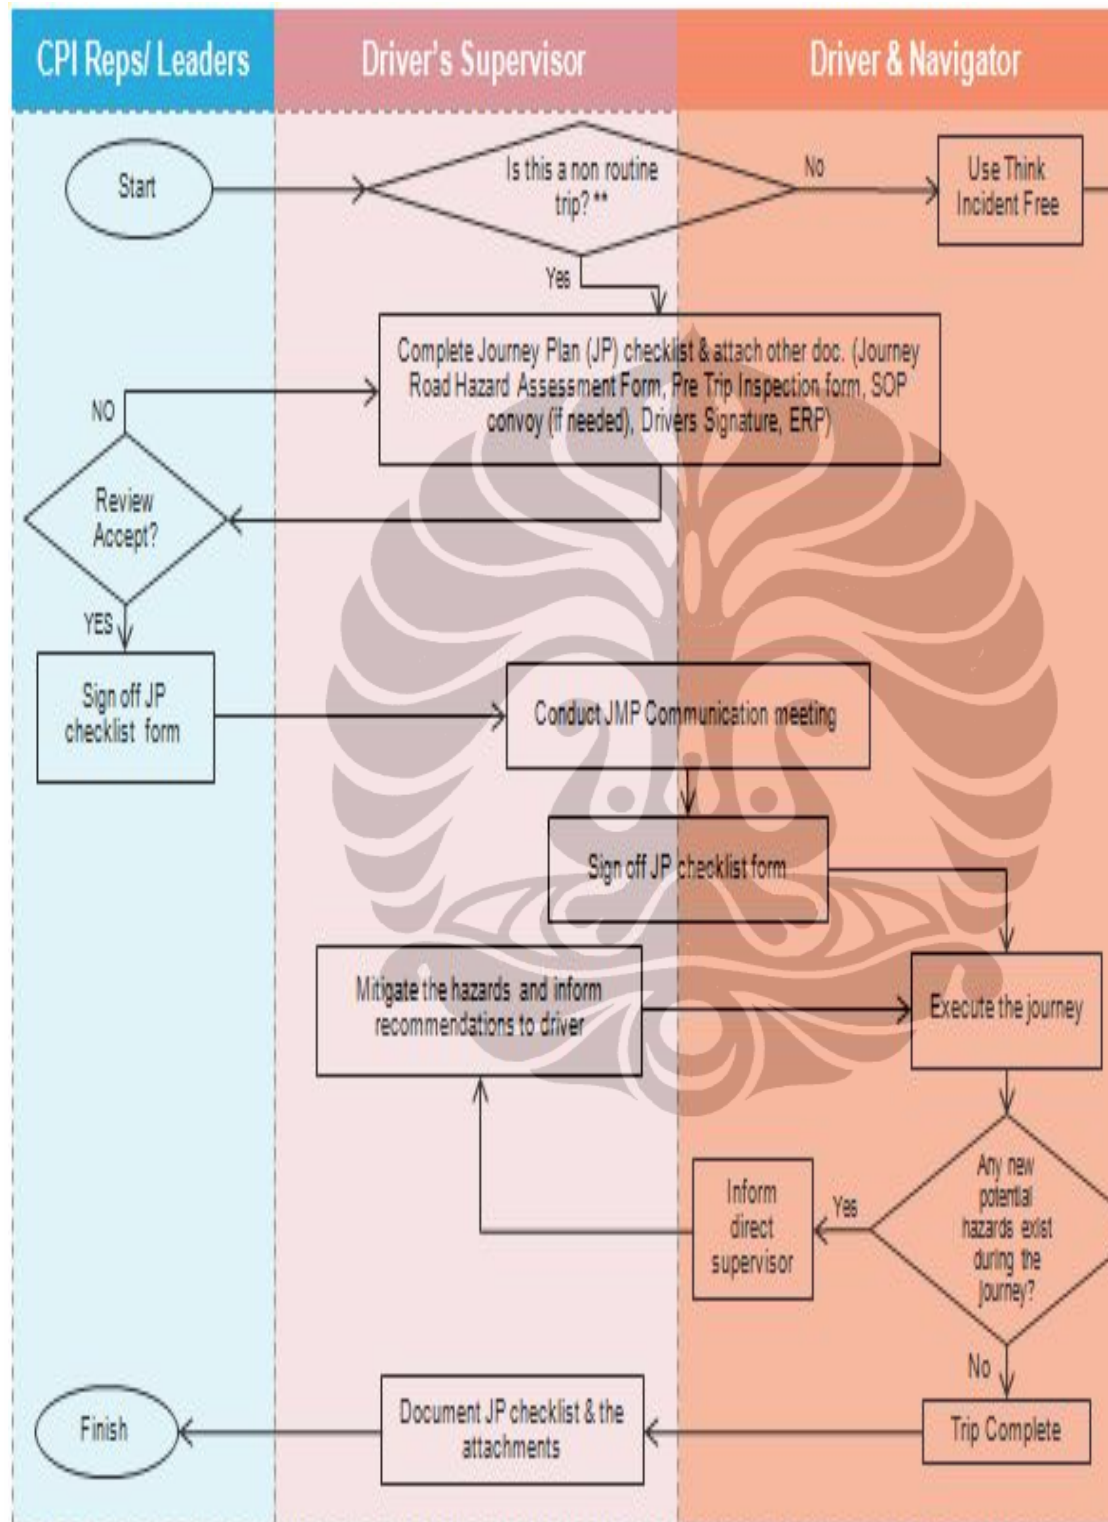 CPI Reps/ Leaders
Driver's Supervisor
Driver & Navigator
Start
Is this a non routine
trip? **
No
Use Think
Incident Free
Yes
Complete Journey Plan (JP) checklist & attach other doc. (Journey
Road Hazard Assessment Form, Pre Trip Inspection form, SOP
convoy (if needed), Drivers Signature, ERP)
NO
Review
Accept?
YES
Sign off JP
checklist form
Conduct JMP Communication meeting
Sign off JP checklist form
Mitigate the hazards and inform
recommendations to driver
Execute the journey
Any new
potential
hazards exist
during the
journey?
Yes
Inform
direct
supervisor
No
Trip Complete
Document JP checklist & the
attachments
Finish